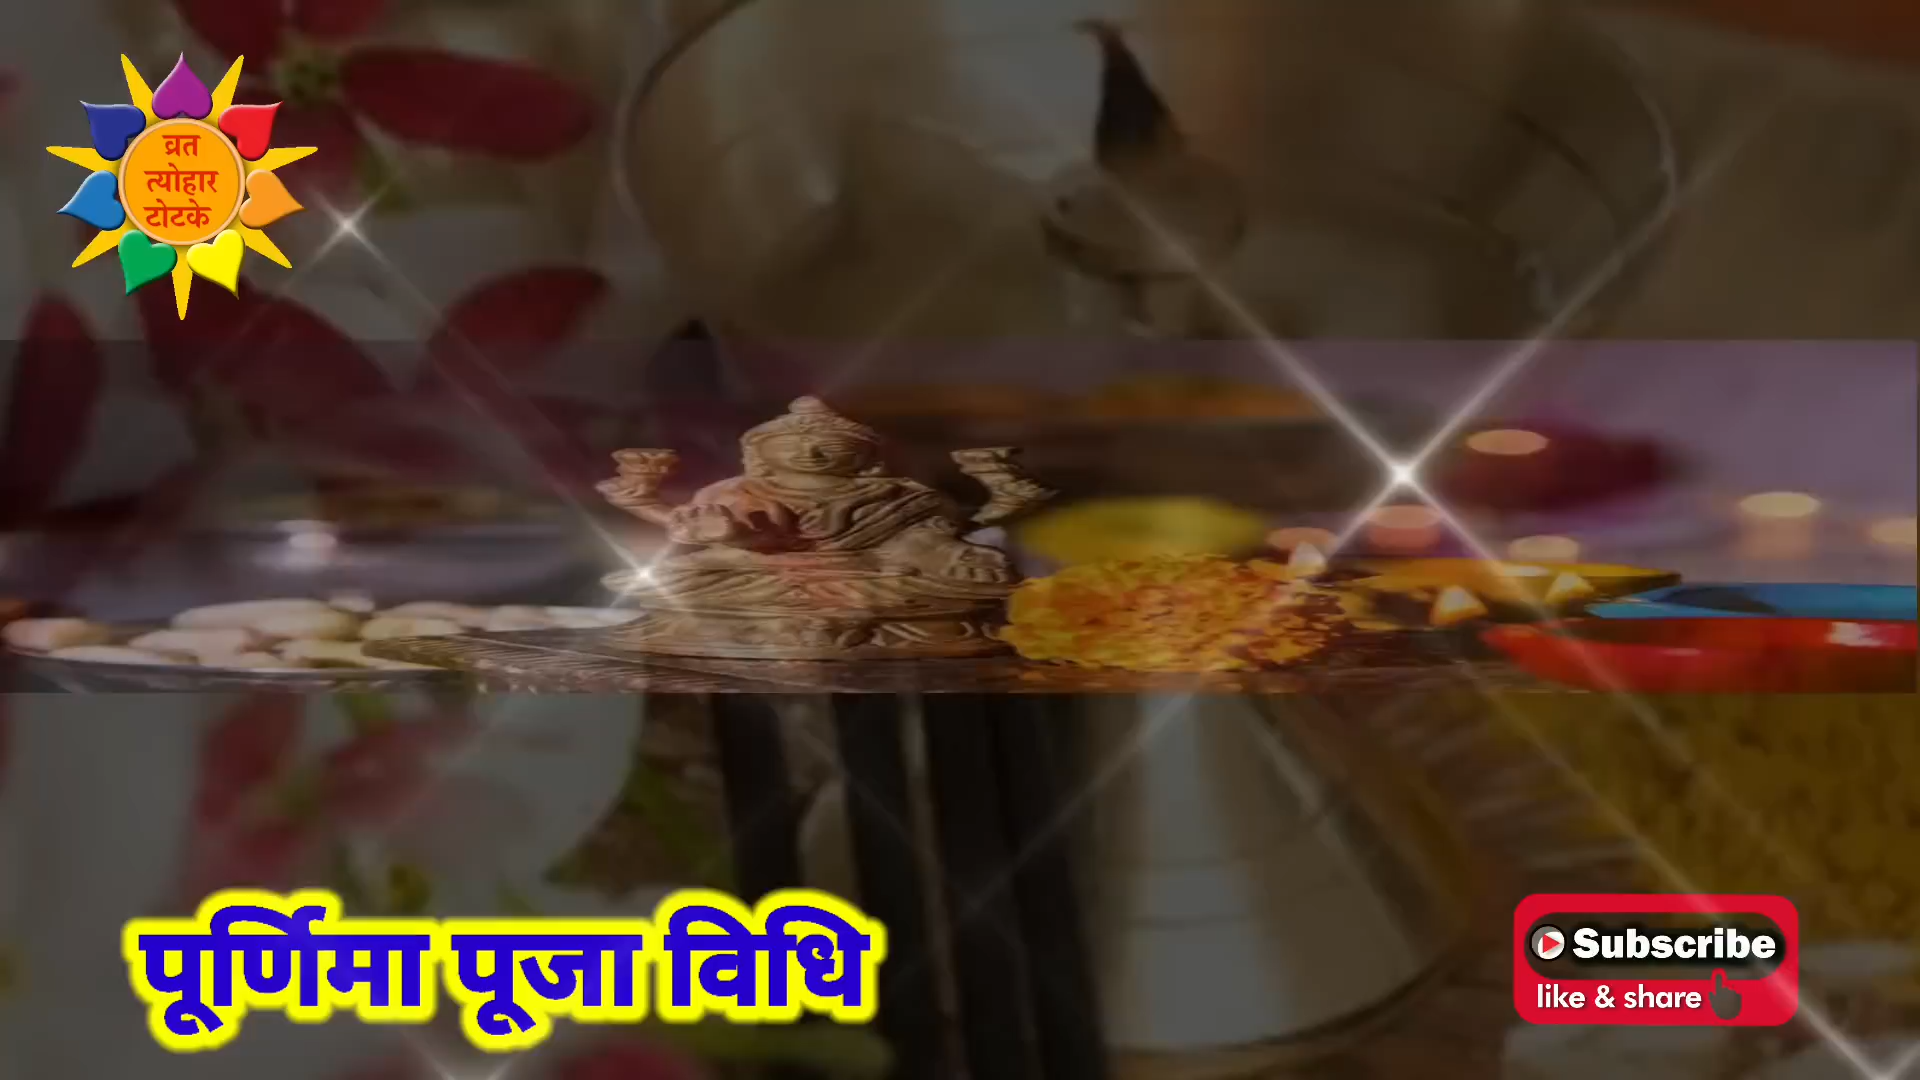 व्रत
त्योहार
टोटके
पूर्णिमा पूजा विधि
Subscribe
like & share